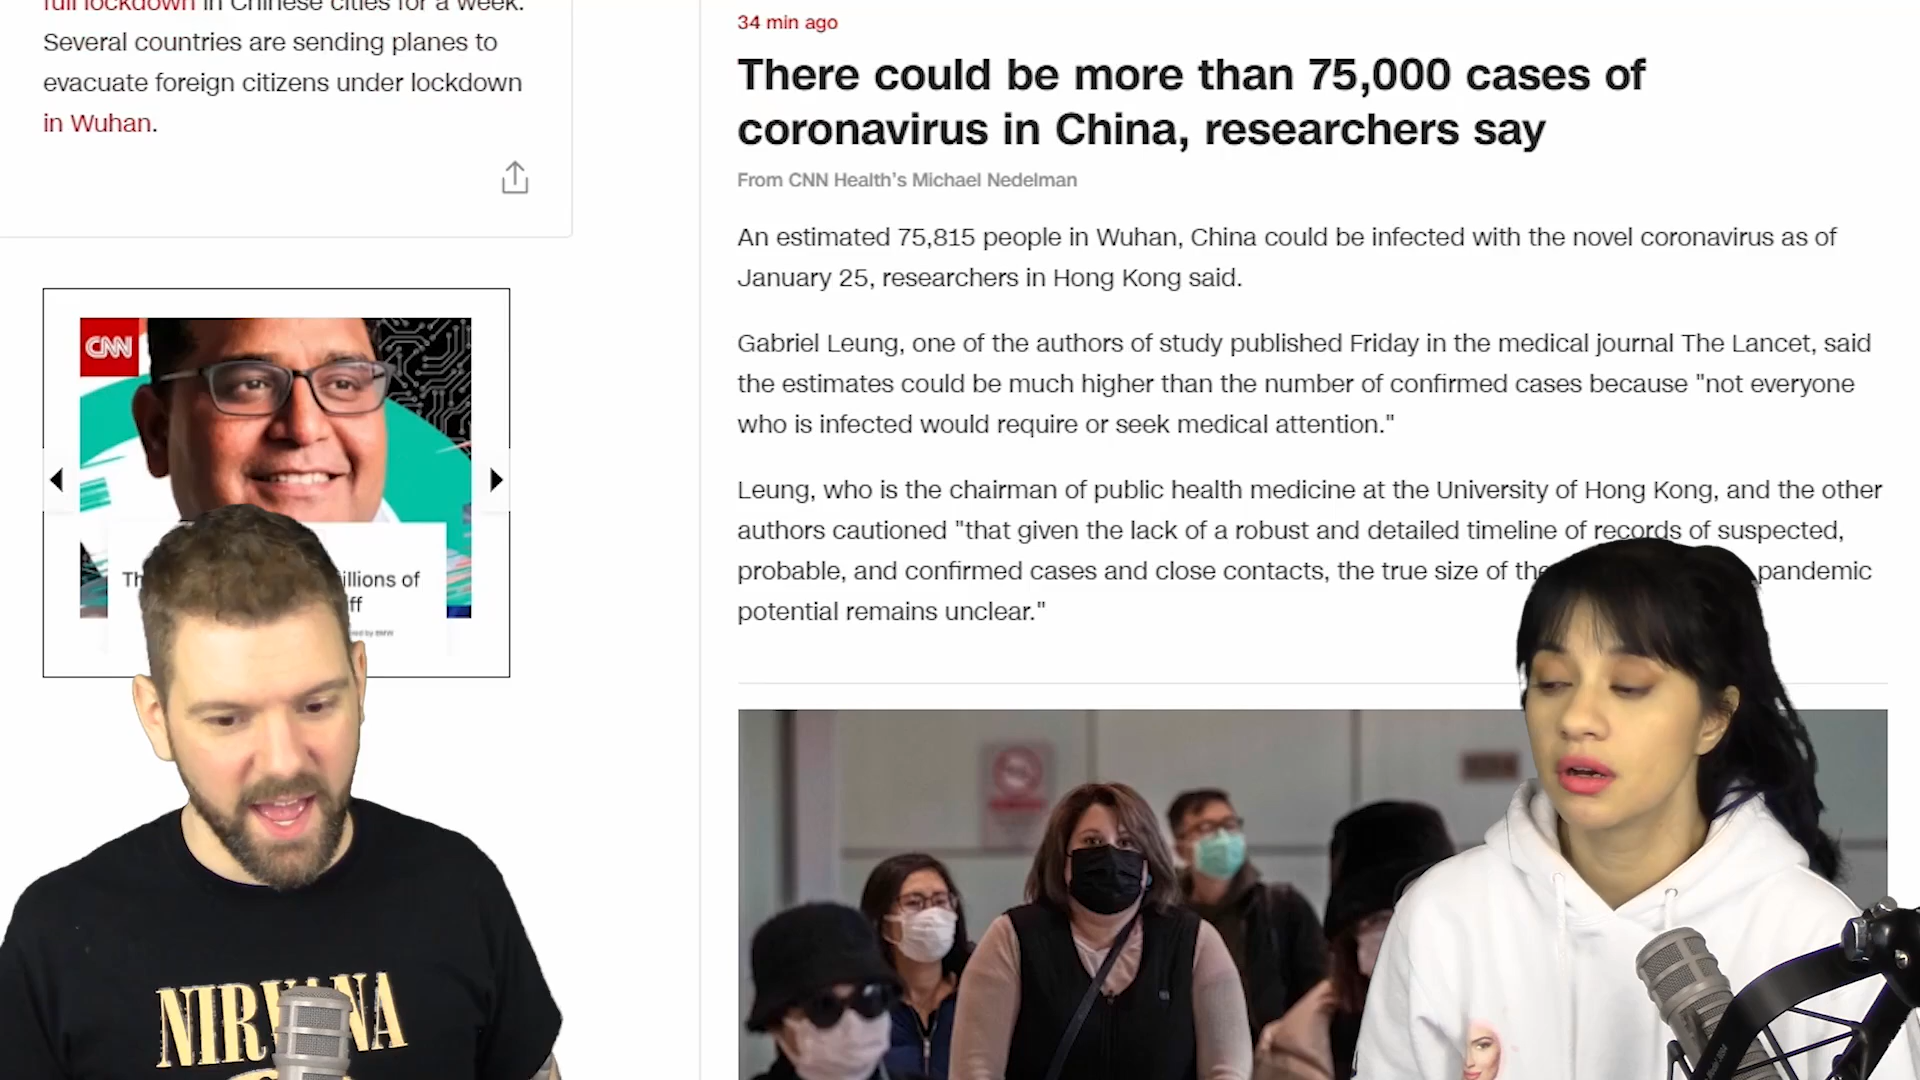 full lockdown in Chinese cities for a week.
Several countries are sending planes to
evacuate foreign citizens under lockdown
in Wuhan.
CNN
Th illions of
ff
by BMW
34 min ago
There could be more than 75,000 cases of
coronavirus in China, researchers say
From CNN Health's Michael Nedelman
An estimated 75,815 people in Wuhan, China could be infected with the novel coronavirus as of
January 25, researchers in Hong Kong said.
Gabriel Leung, one of the authors of study published Friday in the medical journal The Lancet, said
the estimates could be much higher than the number of confirmed cases because "not everyone
who is infected would require or seek medical attention."
Leung, who is the chairman of public health medicine at the University of Hong Kong, and the other
authors cautioned "that given the lack of a robust and detailed timeline of records of suspected,
probable, and confirmed cases and close contacts, the true size of the pandemic
potential remains unclear."
NIRVANA